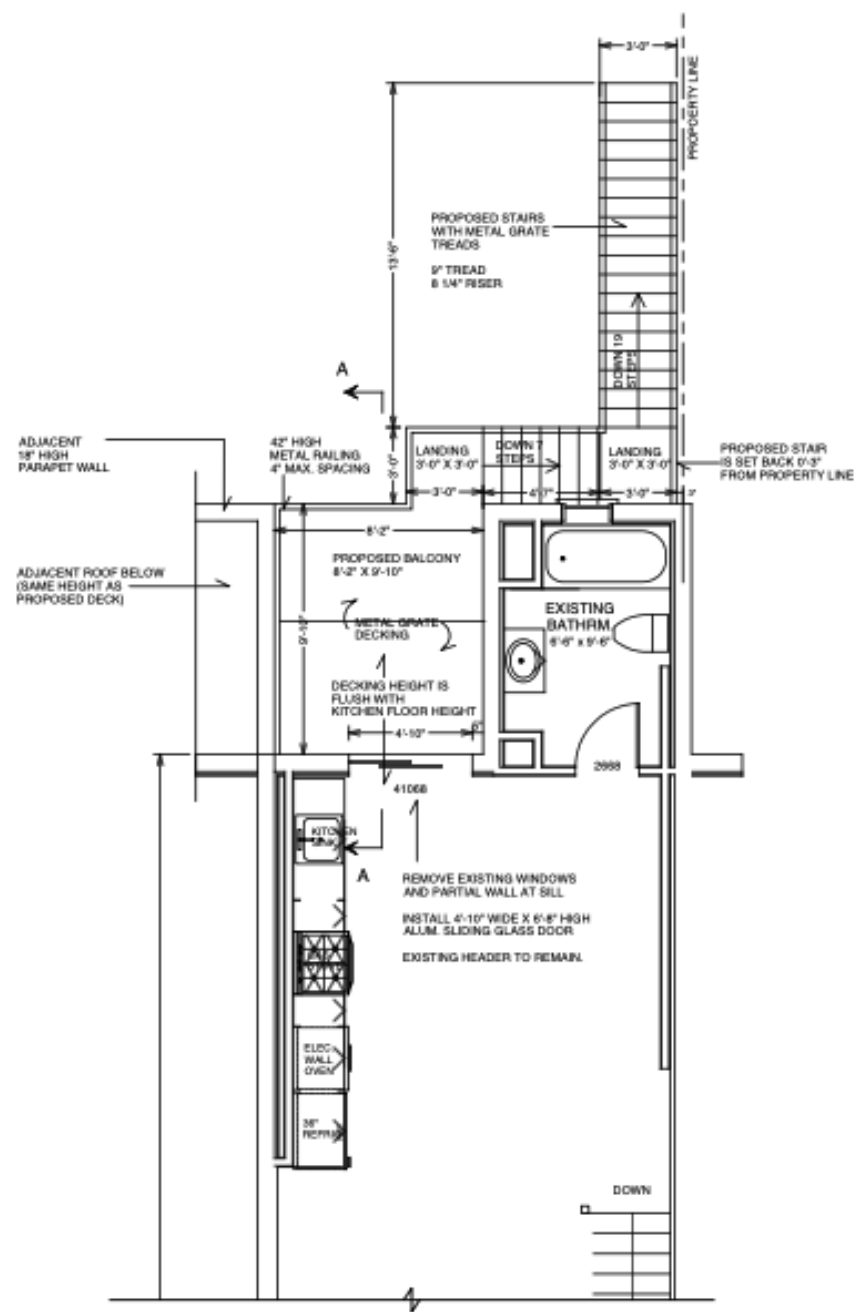 3'-0"
PROPDERTY LINE
PROPOSED STAIRS
WITH METAL GRATE
TREADS
9" TREAD
8 1/4" RISER
13'-6"
DOWN 19
STEPS
A
ADJACENT
18" HIGH
PARAPET WALL
42" HIGH
METAL RAILING
4" MAX. SPACING
3'-0"
LANDING
3'-0" X 3'-0"
DOWN 7
STEPS
LANDING
3'-0" X 3'-0"
PROPOSED STAIR
IS SET BACK 0'-3"
FROM PROPERTY LINE
3'-0"
4'-7"
3'-0"
3"
8'-2"
PROPOSED BALCONY
8'-2" X 9'-10"
ADJACENT ROOF BELOW
(SAME HEIGHT AS
PROPOSED DECK)
9'-10"
METAL GRATE
DECKING
EXISTING
BATHRM.
6'-6" x 9'-6"
DECKING HEIGHT IS
FLUSH WITH
KITCHEN FLOOR HEIGHT
4'-10"
2668
41068
KITCHEN
SINK
A
REMOVE EXISTING WINDOWS
AND PARTIAL WALL AT SILL
INSTALL 4'-10" WIDE X 6'-8" HIGH
ALUM. SLIDING GLASS DOOR
EXISTING HEADER TO REMAIN.
ELEC.
WALL
OVEN
36"
REFRIG
DOWN